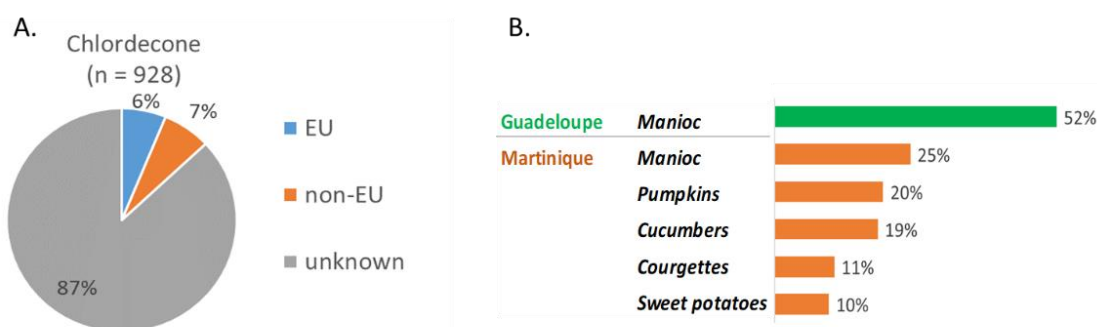 A.
Chlordecone
(n = 928)
6%
7%
87%
EU
non-EU
unknown
B.
Guadeloupe Manioc 52%
Martinique Manioc 25%
Pumpkins 20%
Cucumbers 19%
Courgettes 11%
Sweet potatoes 10%